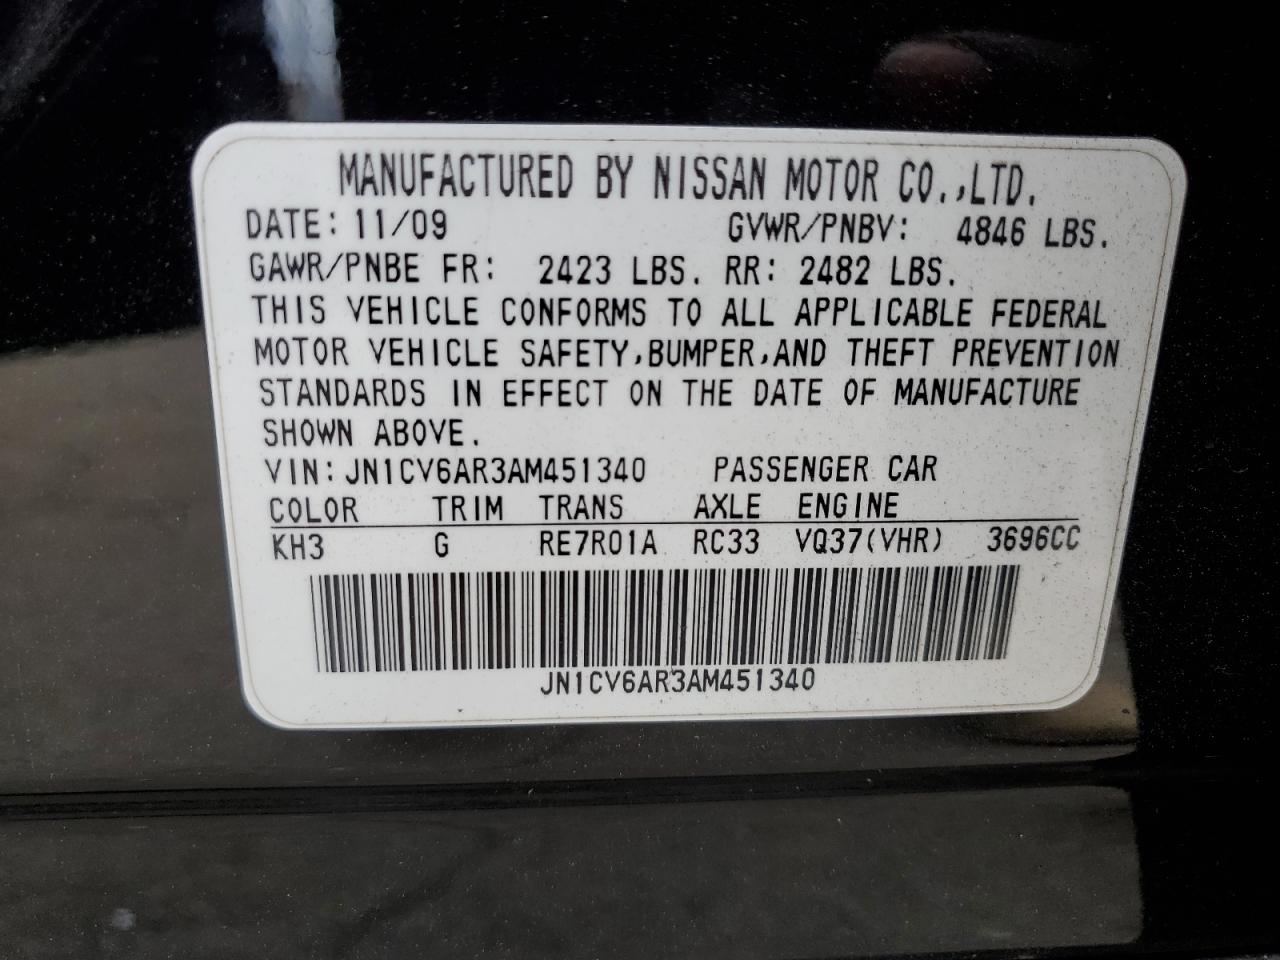 MANUFACTURED BY NISSAN MOTOR CO.,LTD.
DATE: 11/09 GVWR/PNBV: 4846 LBS.
GAWR/PNBE FR: 2423 LBS. RR: 2482 LBS.
THIS VEHICLE CONFORMS TO ALL APPLICABLE FEDERAL
MOTOR VEHICLE SAFETY,BUMPER,AND THEFT PREVENTION
STANDARDS IN EFFECT ON THE DATE OF MANUFACTURE
SHOWN ABOVE.
VIN:JN1CV6AR3AM451340 PASSENGER CAR
COLOR TRIM TRANS AXLE ENGINE
KH3 G RE7R01A RC33 VQ37(VHR) 3696CC
JN1CV6AR3AM451340